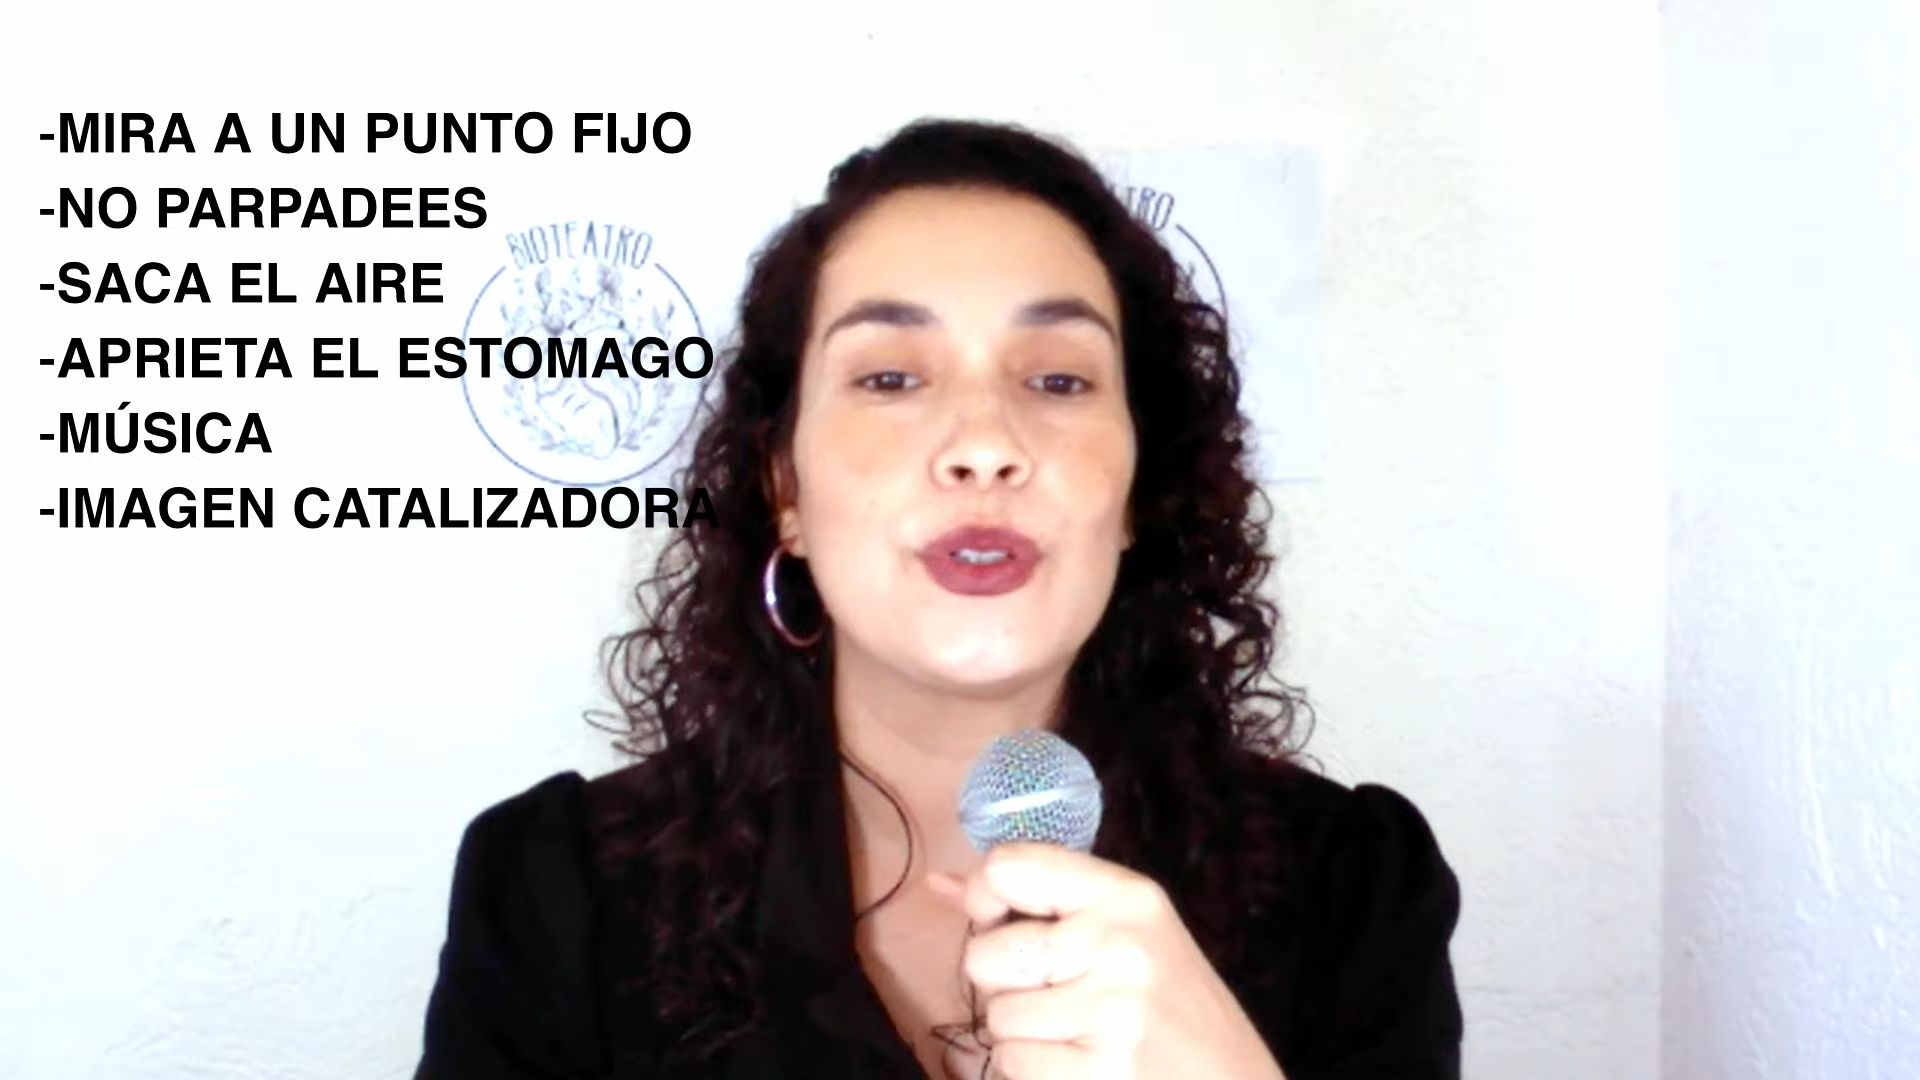 -MIRA A UN PUNTO FIJO
-NO PARPADEES
-SACA EL AIRE
-APRIETA EL ESTOMAGO
-MÚSICA
-IMAGEN CATALIZADORA
BIOTEATRO